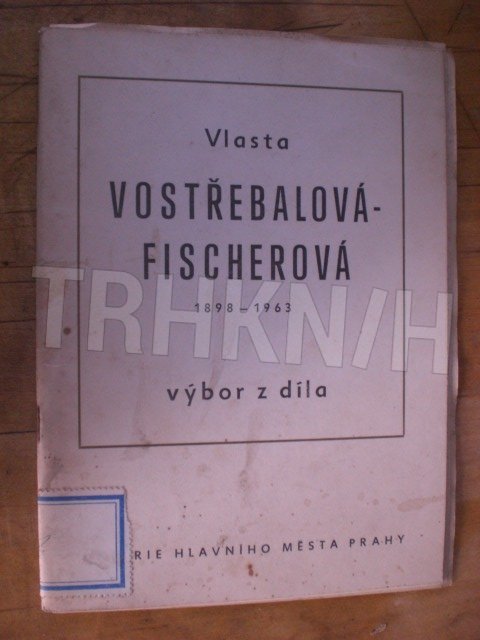 Vlasta
VOSTŘEBALOVÁ-
FISCHEROVÁ
1898 – 1963
TRHKNIH
výbor z díla
RIE HLAVNÍHO MĚSTA PRAHY